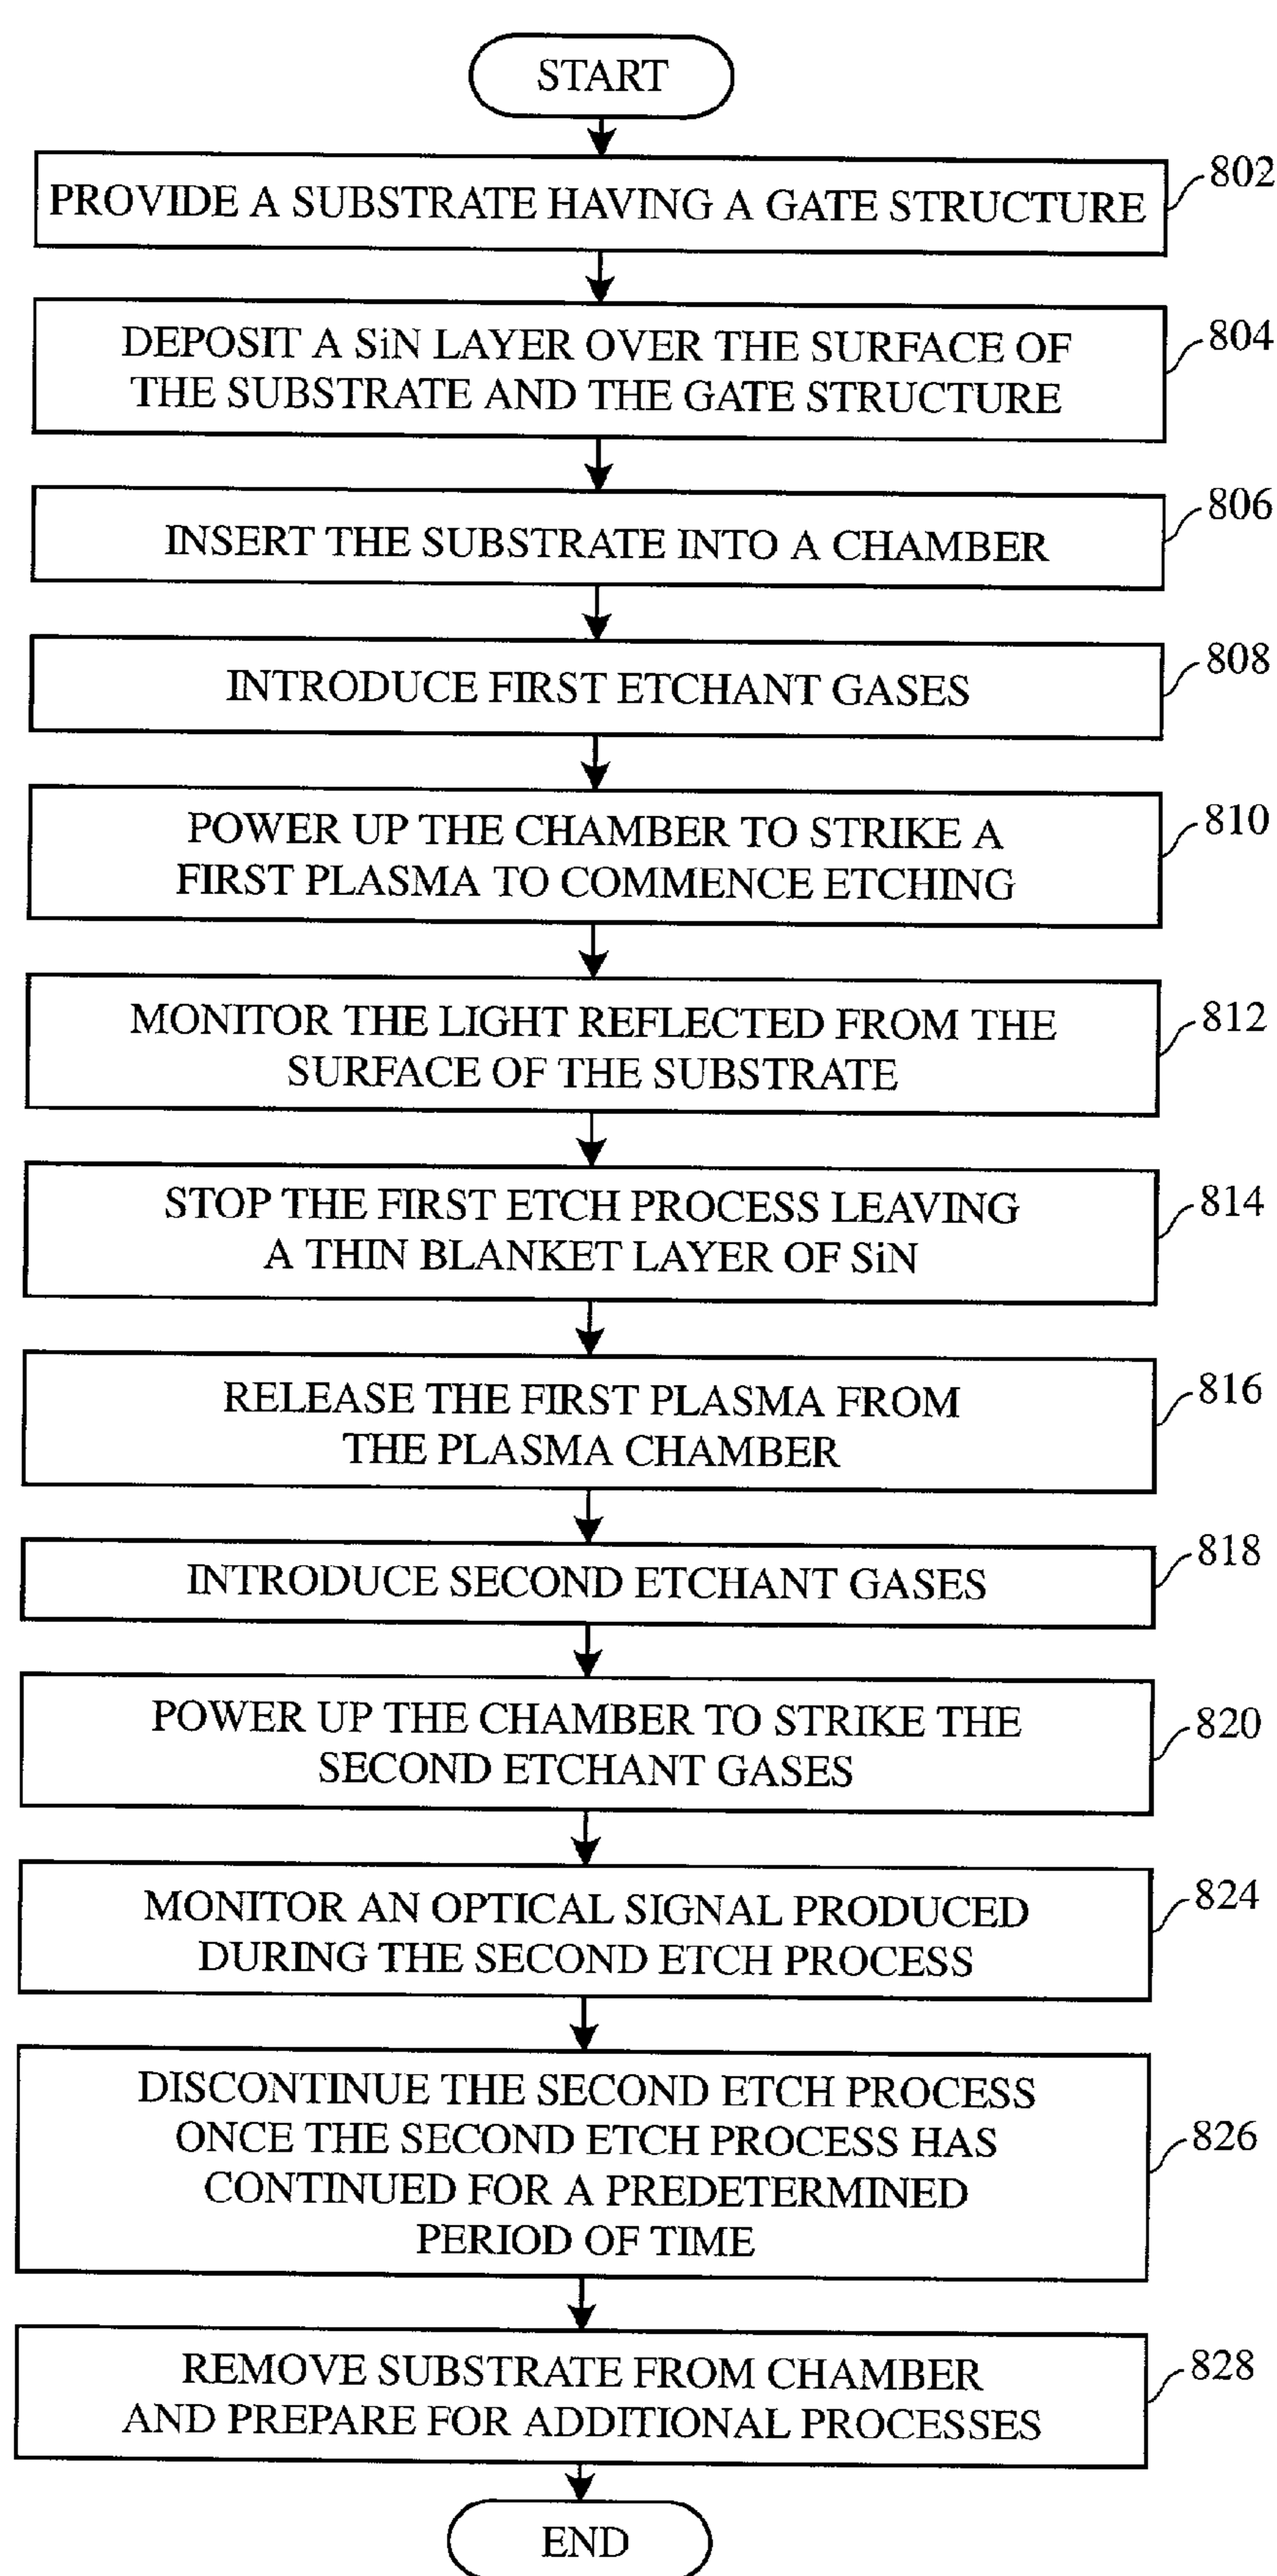 START
PROVIDE A SUBSTRATE HAVING A GATE STRUCTURE
802
DEPOSIT A SiN LAYER OVER THE SURFACE OF
THE SUBSTRATE AND THE GATE STRUCTURE
804
INSERT THE SUBSTRATE INTO A CHAMBER
806
INTRODUCE FIRST ETCHANT GASES
808
POWER UP THE CHAMBER TO STRIKE A
FIRST PLASMA TO COMMENCE ETCHING
810
MONITOR THE LIGHT REFLECTED FROM THE
SURFACE OF THE SUBSTRATE
812
STOP THE FIRST ETCH PROCESS LEAVING
A THIN BLANKET LAYER OF SiN
814
RELEASE THE FIRST PLASMA FROM
THE PLASMA CHAMBER
816
INTRODUCE SECOND ETCHANT GASES
818
POWER UP THE CHAMBER TO STRIKE THE
SECOND ETCHANT GASES
820
MONITOR AN OPTICAL SIGNAL PRODUCED
DURING THE SECOND ETCH PROCESS
824
DISCONTINUE THE SECOND ETCH PROCESS
ONCE THE SECOND ETCH PROCESS HAS
CONTINUED FOR A PREDETERMINED
PERIOD OF TIME
826
REMOVE SUBSTRATE FROM CHAMBER
AND PREPARE FOR ADDITIONAL PROCESSES
828
END